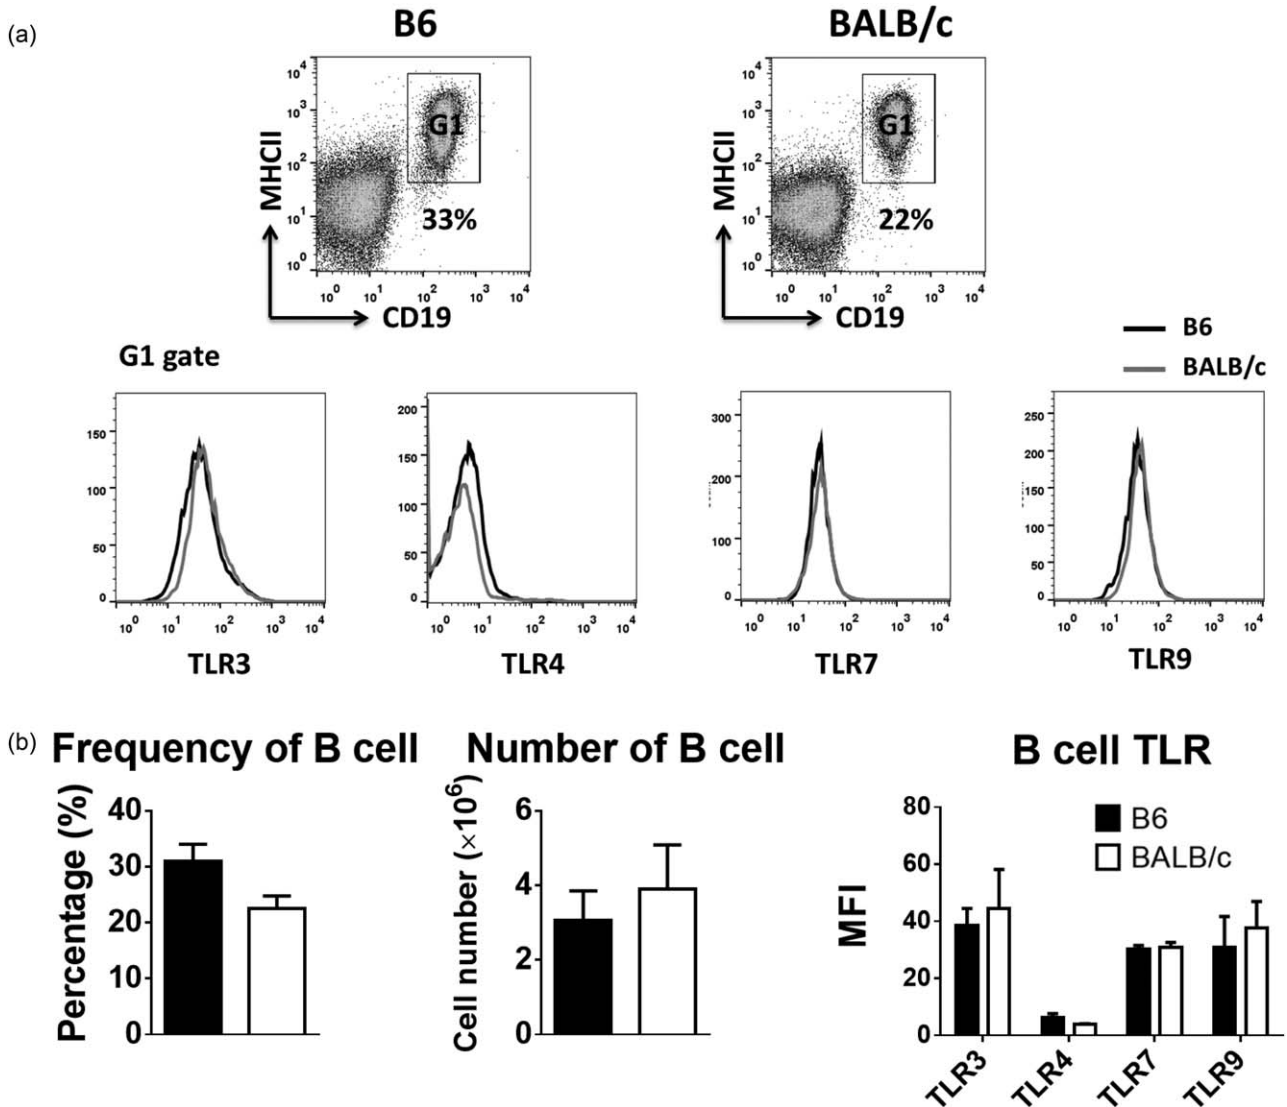 (a)
B6
BALB/c
10^4
10^3
10^2
10^1
10^0
MHCII
G1
33%
10^0 10^1 10^2 10^3 10^4
CD19
10^4
10^3
10^2
10^1
10^0
MHCII
G1
22%
10^0 10^1 10^2 10^3 10^4
CD19
B6
BALB/c
G1 gate
150
100
50
0
10^0 10^1 10^2 10^3 10^4
TLR3
200
150
100
50
0
10^0 10^1 10^2 10^3 10^4
TLR4
300
200
100
0
10^0 10^1 10^2 10^3 10^4
TLR7
250
200
150
100
50
0
10^0 10^1 10^2 10^3 10^4
TLR9
(b)
Frequency of B cell
Percentage (%)
40
30
20
10
0
Number of B cell
Cell number (×10^6)
6
4
2
0
B cell TLR
MFI
80
60
40
20
0
B6
BALB/c
TLR3 TLR4 TLR7 TLR9